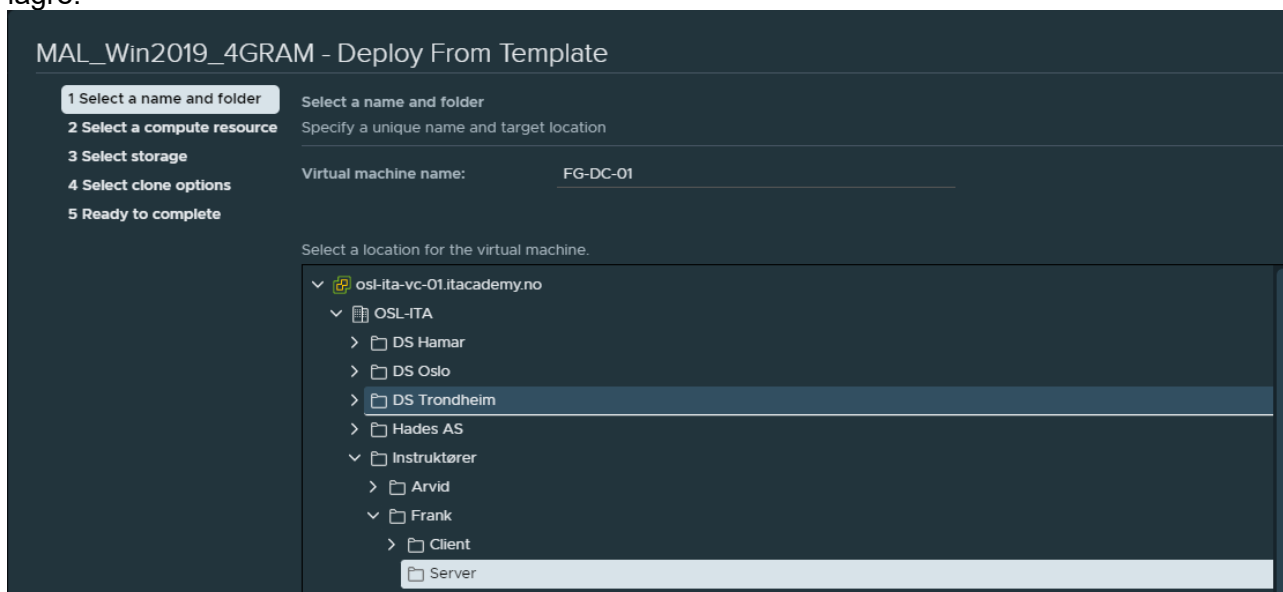 lagre.
MAL_Win2019_4GRAM - Deploy From Template
1 Select a name and folder
2 Select a compute resource
3 Select storage
4 Select clone options
5 Ready to complete
Select a name and folder
Specify a unique name and target location
Virtual machine name: FG-DC-01
Select a location for the virtual machine.
osl-ita-vc-01.itacademy.no
OSL-ITA
DS Hamar
DS Oslo
DS Trondheim
Hades AS
Instruktører
Arvid
Frank
Client
Server